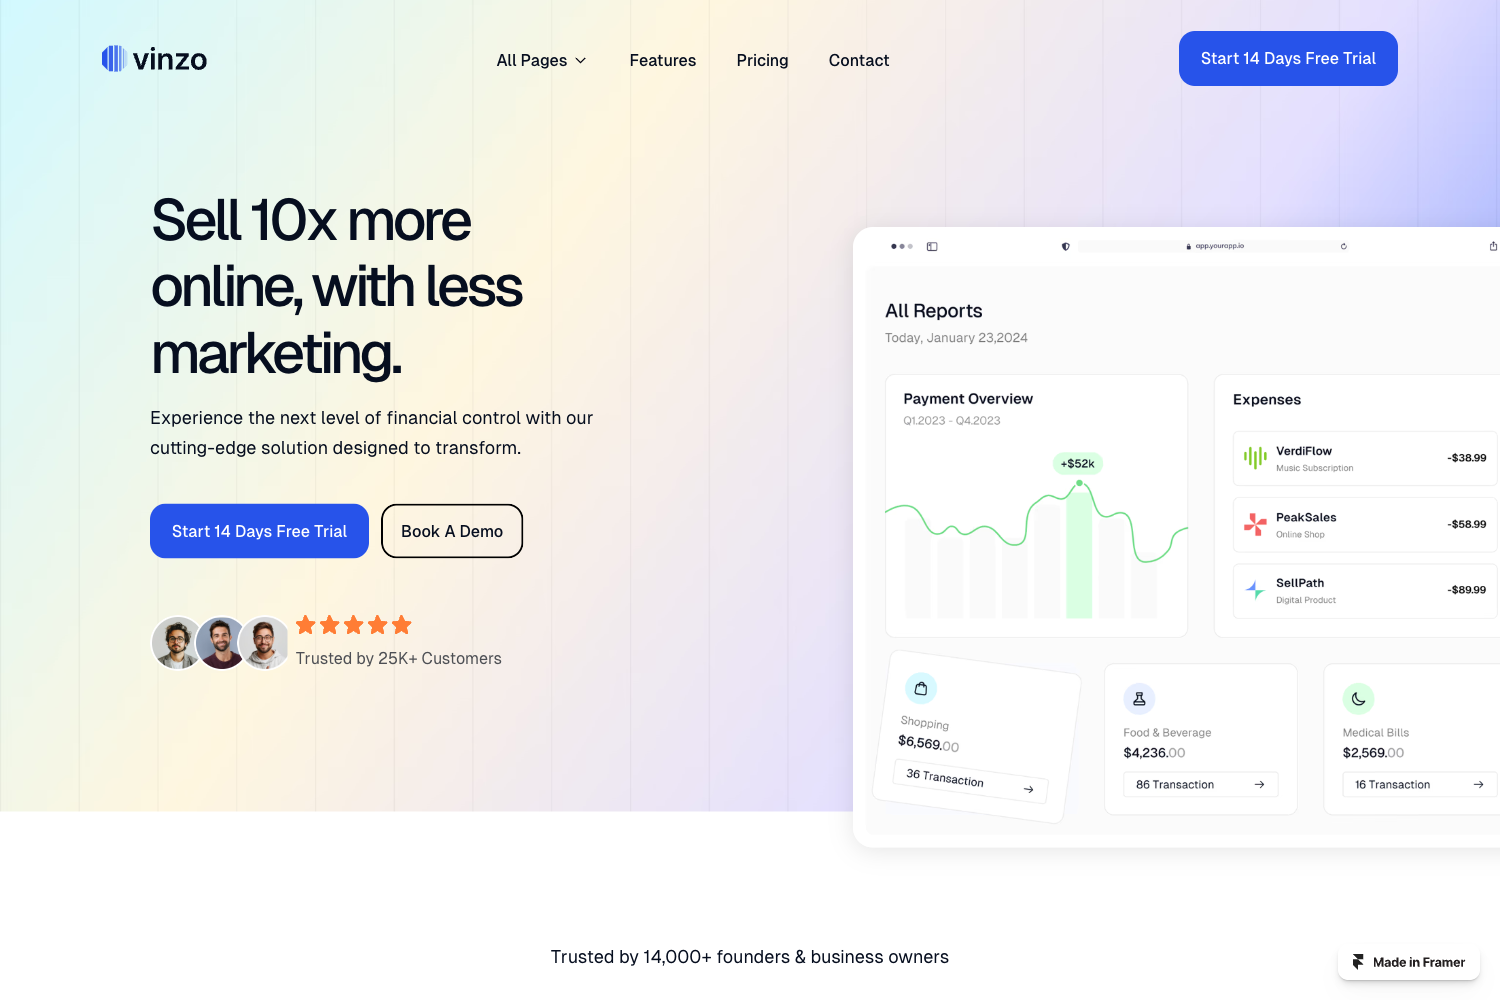 vinzo
All Pages
Features
Pricing
Contact
Start 14 Days Free Trial
Sell 10x more
online, with less
marketing.
Experience the next level of financial control with our
cutting-edge solution designed to transform.
Start 14 Days Free Trial
Book A Demo
Trusted by 25K+ Customers
app.yourapp.io
All Reports
Today, January 23,2024
Payment Overview
Q1.2023 - Q4.2023
+$52k
Expenses
VerdiFlow
Music Subscription
-$38.99
PeakSales
Online Shop
-$58.99
SellPath
Digital Product
-$89.99
Shopping
$6,569.00
36 Transaction
Food & Beverage
$4,236.00
86 Transaction
Medical Bills
$2,569.00
16 Transaction
Trusted by 14,000+ founders & business owners
Made in Framer